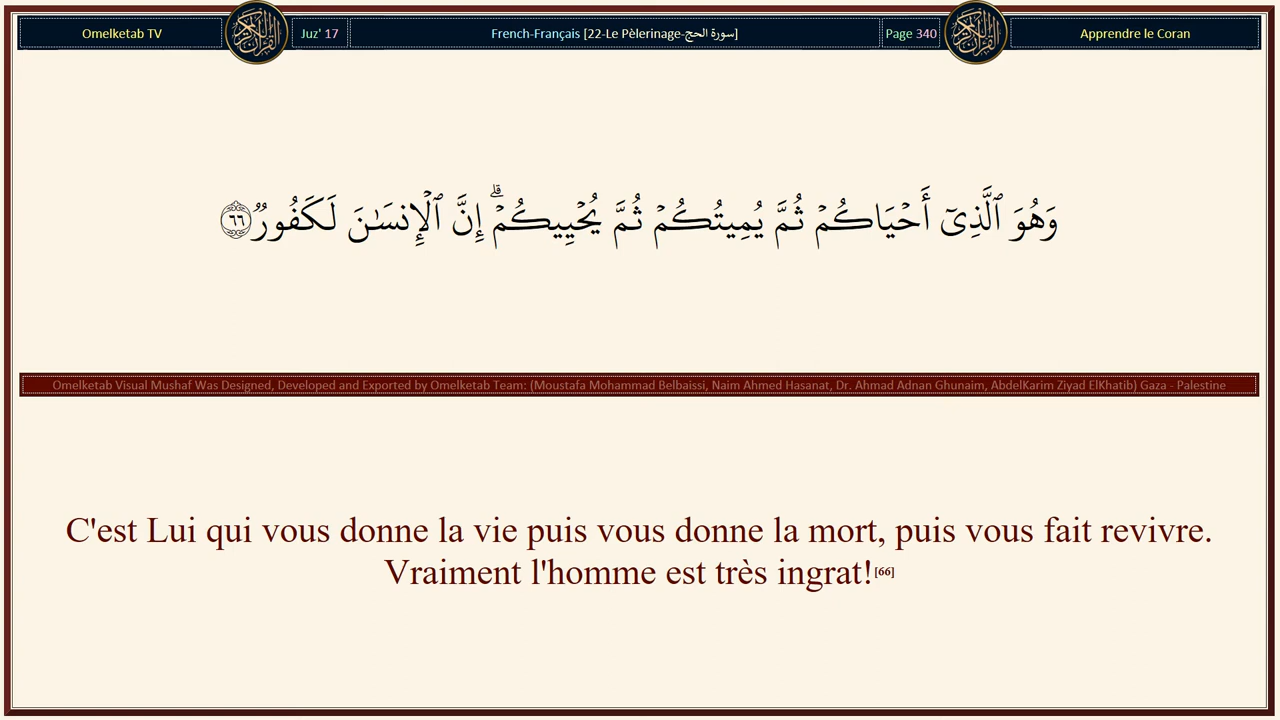 Omelketab TV
Juz' 17
French-Français [22-Le Pèlerinage-سورة الحج]
Page 340
Apprendre le Coran
وَهُوَ ٱلَّذِىٓ أَحۡيَاكُمۡ ثُمَّ يُمِيتُكُمۡ ثُمَّ يُحۡيِيكُمۡۗ إِنَّ ٱلۡإِنسَـٰنَ لَكَفُورٌ ٦٦
Omelketab Visual Mushaf Was Designed, Developed and Exported by Omelketab Team: (Moustafa Mohammad Belbaissi, Naim Ahmed Hasanat, Dr. Ahmad Adnan Ghunaim, AbdelKarim Ziyad ElKhatib) Gaza - Palestine
C'est Lui qui vous donne la vie puis vous donne la mort, puis vous fait revivre.
Vraiment l'homme est très ingrat![66]